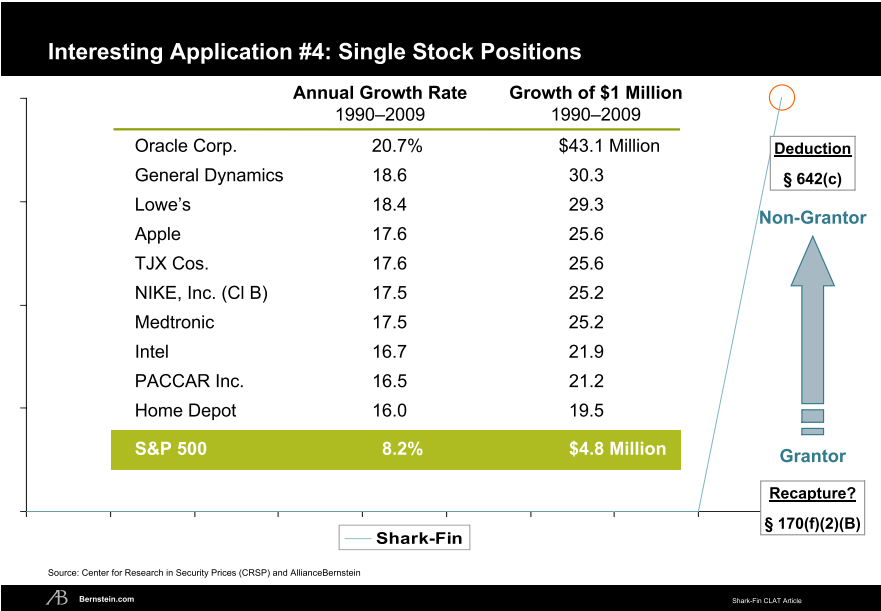 Interesting Application #4: Single Stock Positions
Annual Growth Rate Growth of $1 Million
1990–2009 1990–2009
Oracle Corp. 20.7% $43.1 Million
General Dynamics 18.6 30.3
Lowe's 18.4 29.3
Apple 17.6 25.6
TJX Cos. 17.6 25.6
NIKE, Inc. (Cl B) 17.5 25.2
Medtronic 17.5 25.2
Intel 16.7 21.9
PACCAR Inc. 16.5 21.2
Home Depot 16.0 19.5
S&P 500 8.2% $4.8 Million
Deduction
§ 642(c)
Non-Grantor
Grantor
Recapture?
§ 170(f)(2)(B)
Shark-Fin
Source: Center for Research in Security Prices (CRSP) and AllianceBernstein
AB Bernstein.com Shark-Fin CLAT Article